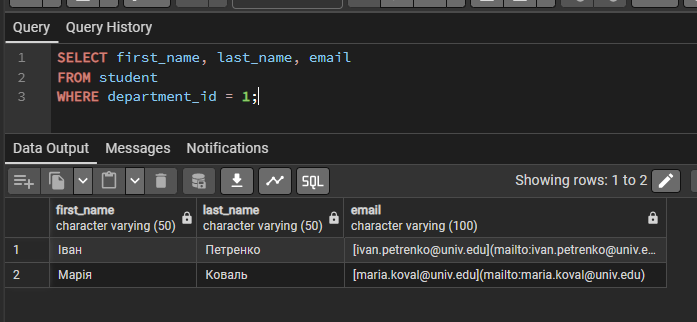 Query Query History
1 SELECT first_name, last_name, email
2 FROM student
3 WHERE department_id = 1;
Data Output Messages Notifications
SQL Showing rows: 1 to 2
first_name last_name email
character varying (50) character varying (50) character varying (100)
1 Іван Петренко [ivan.petrenko@univ.edu](mailto:ivan.petrenko@univ.e...
2 Марія Коваль [maria.koval@univ.edu](mailto:maria.koval@univ.edu)